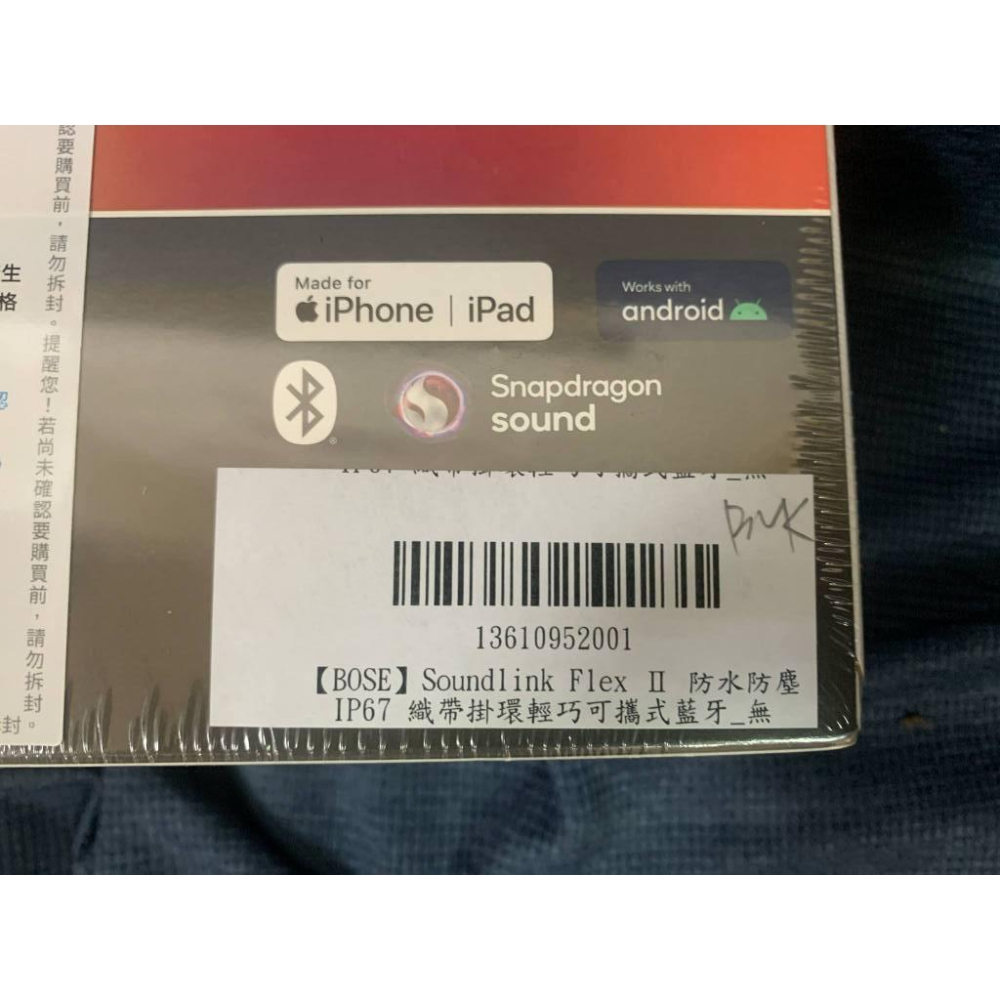 認要購買前，請勿拆封。提醒您！若尚未確認要購買前，請勿拆封。
生
格
封。
Made for
iPhone | iPad
Works with
android
Snapdragon
sound
13610952001
【BOSE】Soundlink Flex Ⅱ 防水防塵
IP67 織帶掛環輕巧可攜式藍牙_無